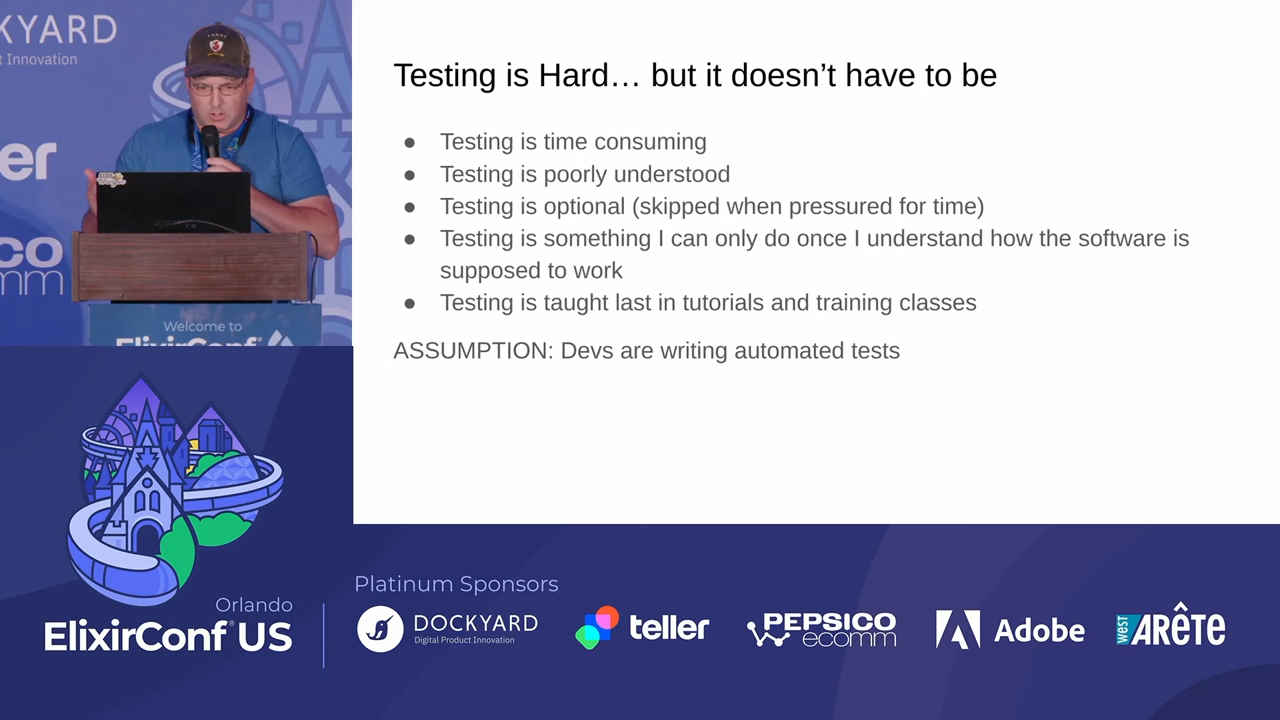 CKYARD
t Innovation
er
co
mm
Welcome to
ElixirConf
Testing is Hard… but it doesn’t have to be
● Testing is time consuming
● Testing is poorly understood
● Testing is optional (skipped when pressured for time)
● Testing is something I can only do once I understand how the software is
supposed to work
● Testing is taught last in tutorials and training classes
ASSUMPTION: Devs are writing automated tests
Orlando
ElixirConf® US
Platinum Sponsors
DOCKYARD
Digital Product Innovation
teller
PEPSICO
ecomm
Adobe
west ARÊTE